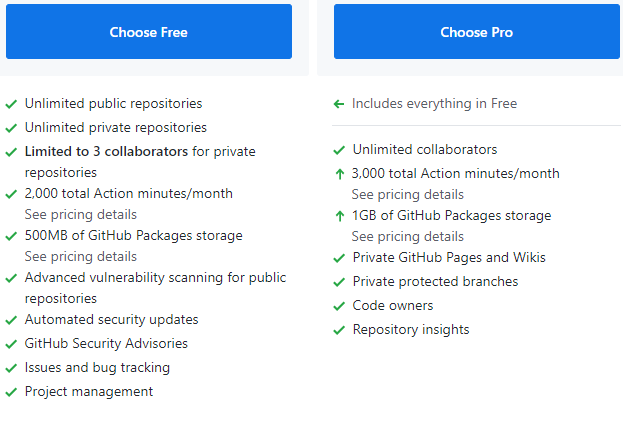 Choose Free
Unlimited public repositories
Unlimited private repositories
Limited to 3 collaborators for private
repositories
2,000 total Action minutes/month
See pricing details
500MB of GitHub Packages storage
See pricing details
Advanced vulnerability scanning for public
repositories
Automated security updates
GitHub Security Advisories
Issues and bug tracking
Project management
Choose Pro
Includes everything in Free
Unlimited collaborators
3,000 total Action minutes/month
See pricing details
1GB of GitHub Packages storage
See pricing details
Private GitHub Pages and Wikis
Private protected branches
Code owners
Repository insights